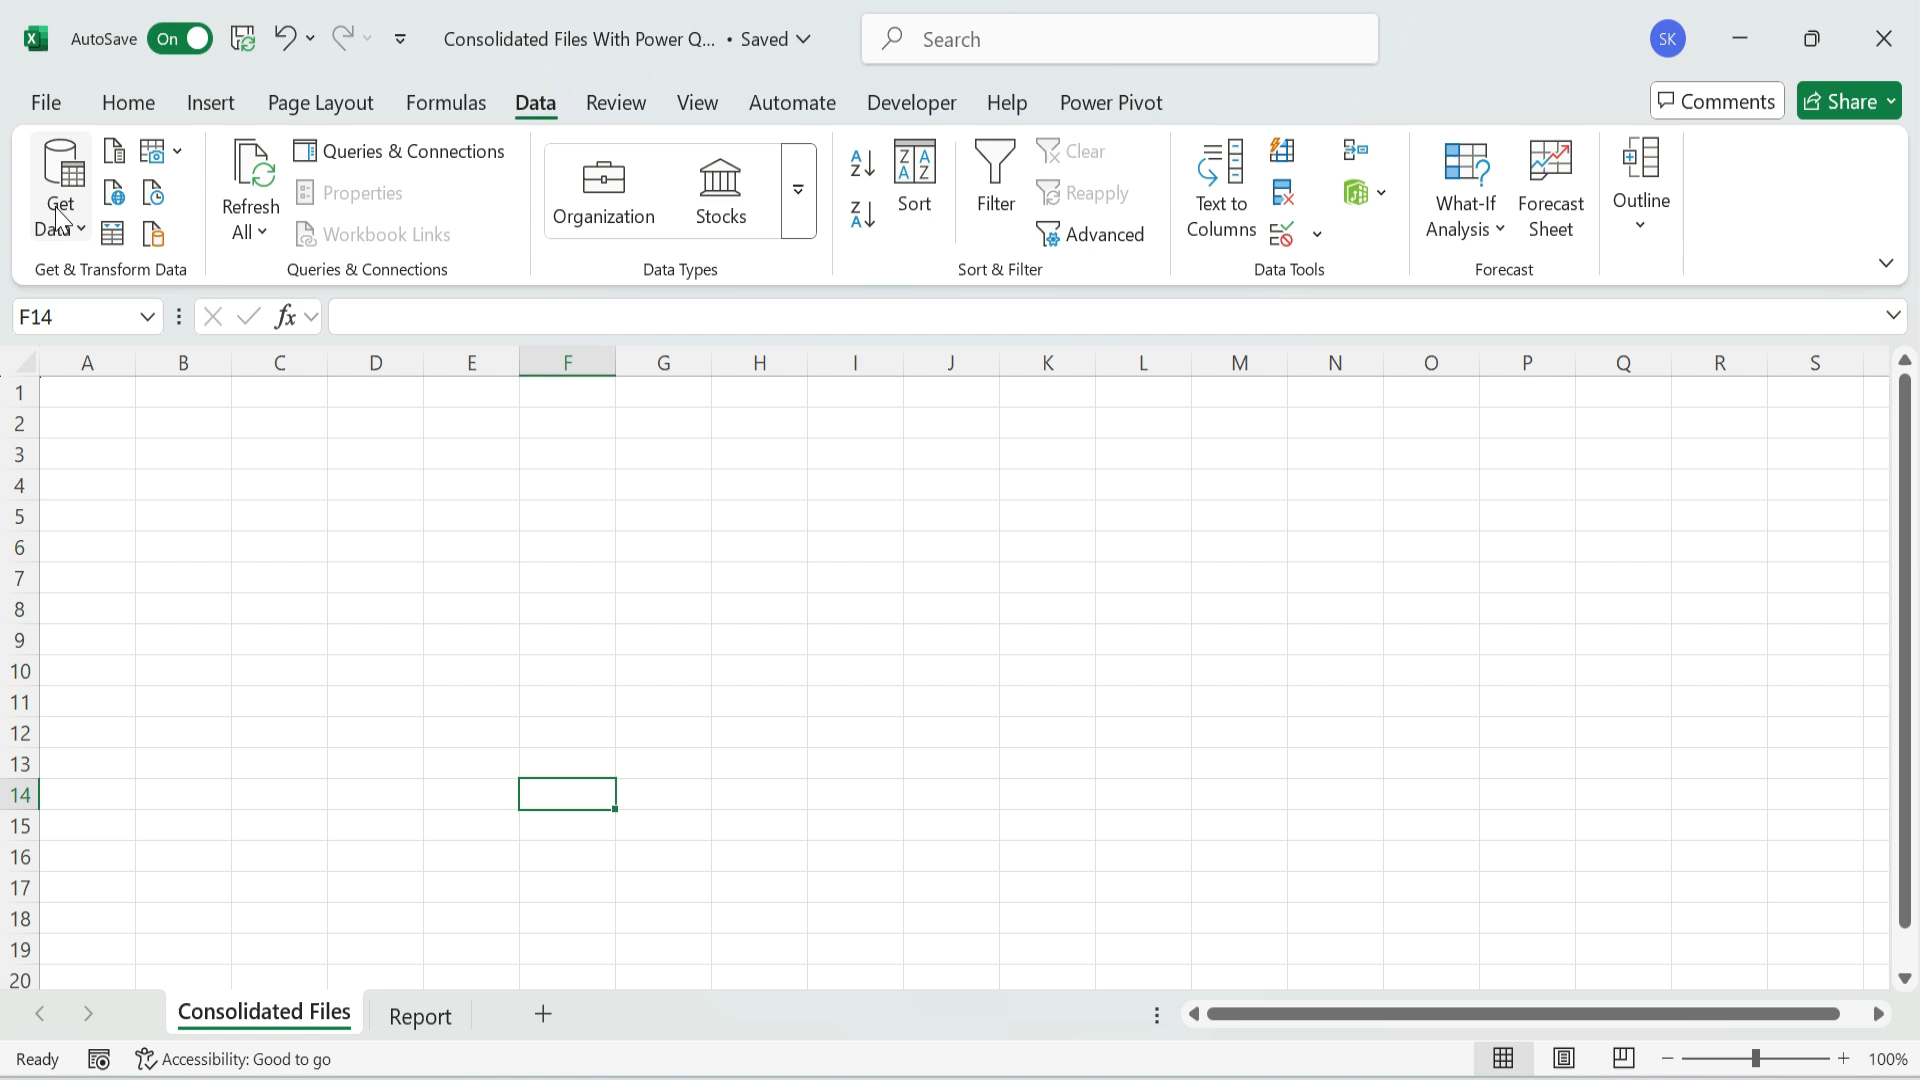 AutoSave On Consolidated Files With Power Q... • Saved Search SK
File Home Insert Page Layout Formulas Data Review View Automate Developer Help Power Pivot Comments Share
Get Data
Get & Transform Data
Refresh All
Queries & Connections
Properties
Workbook Links
Queries & Connections
Organization Stocks
Data Types
Sort
Filter
Clear
Reapply
Advanced
Sort & Filter
Text to Columns
Data Tools
What-If Analysis
Forecast Sheet
Forecast
Outline
F14 fx
A B C D E F G H I J K L M N O P Q R S
1
2
3
4
5
6
7
8
9
10
11
12
13
14
15
16
17
18
19
20
Consolidated Files Report
Ready Accessibility: Good to go 100%